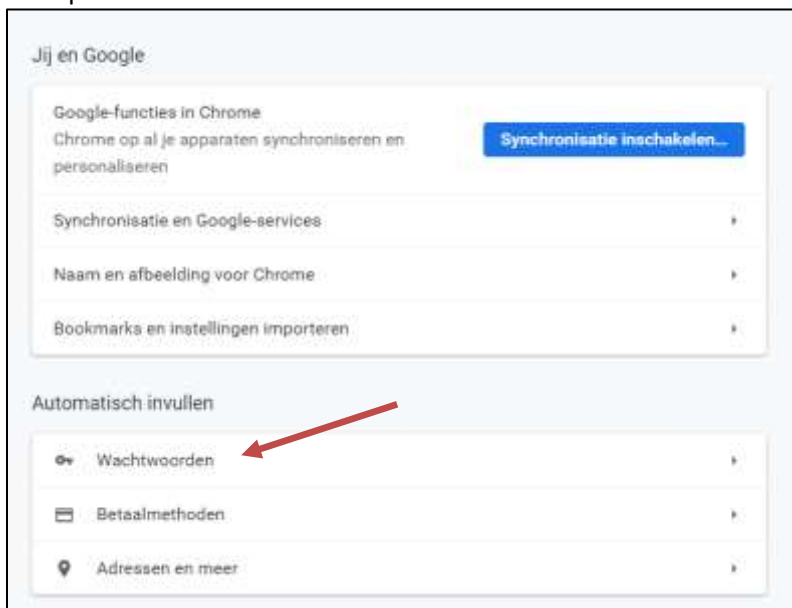 Jij en Google
Google-functies in Chrome
Chrome op al je apparaten synchroniseren en
personaliseren
Synchronisatie inschakelen...
Synchronisatie en Google-services
Naam en afbeelding voor Chrome
Bookmarks en instellingen importeren
Automatisch invullen
Wachtwoorden
Betaalmethoden
Adressen en meer